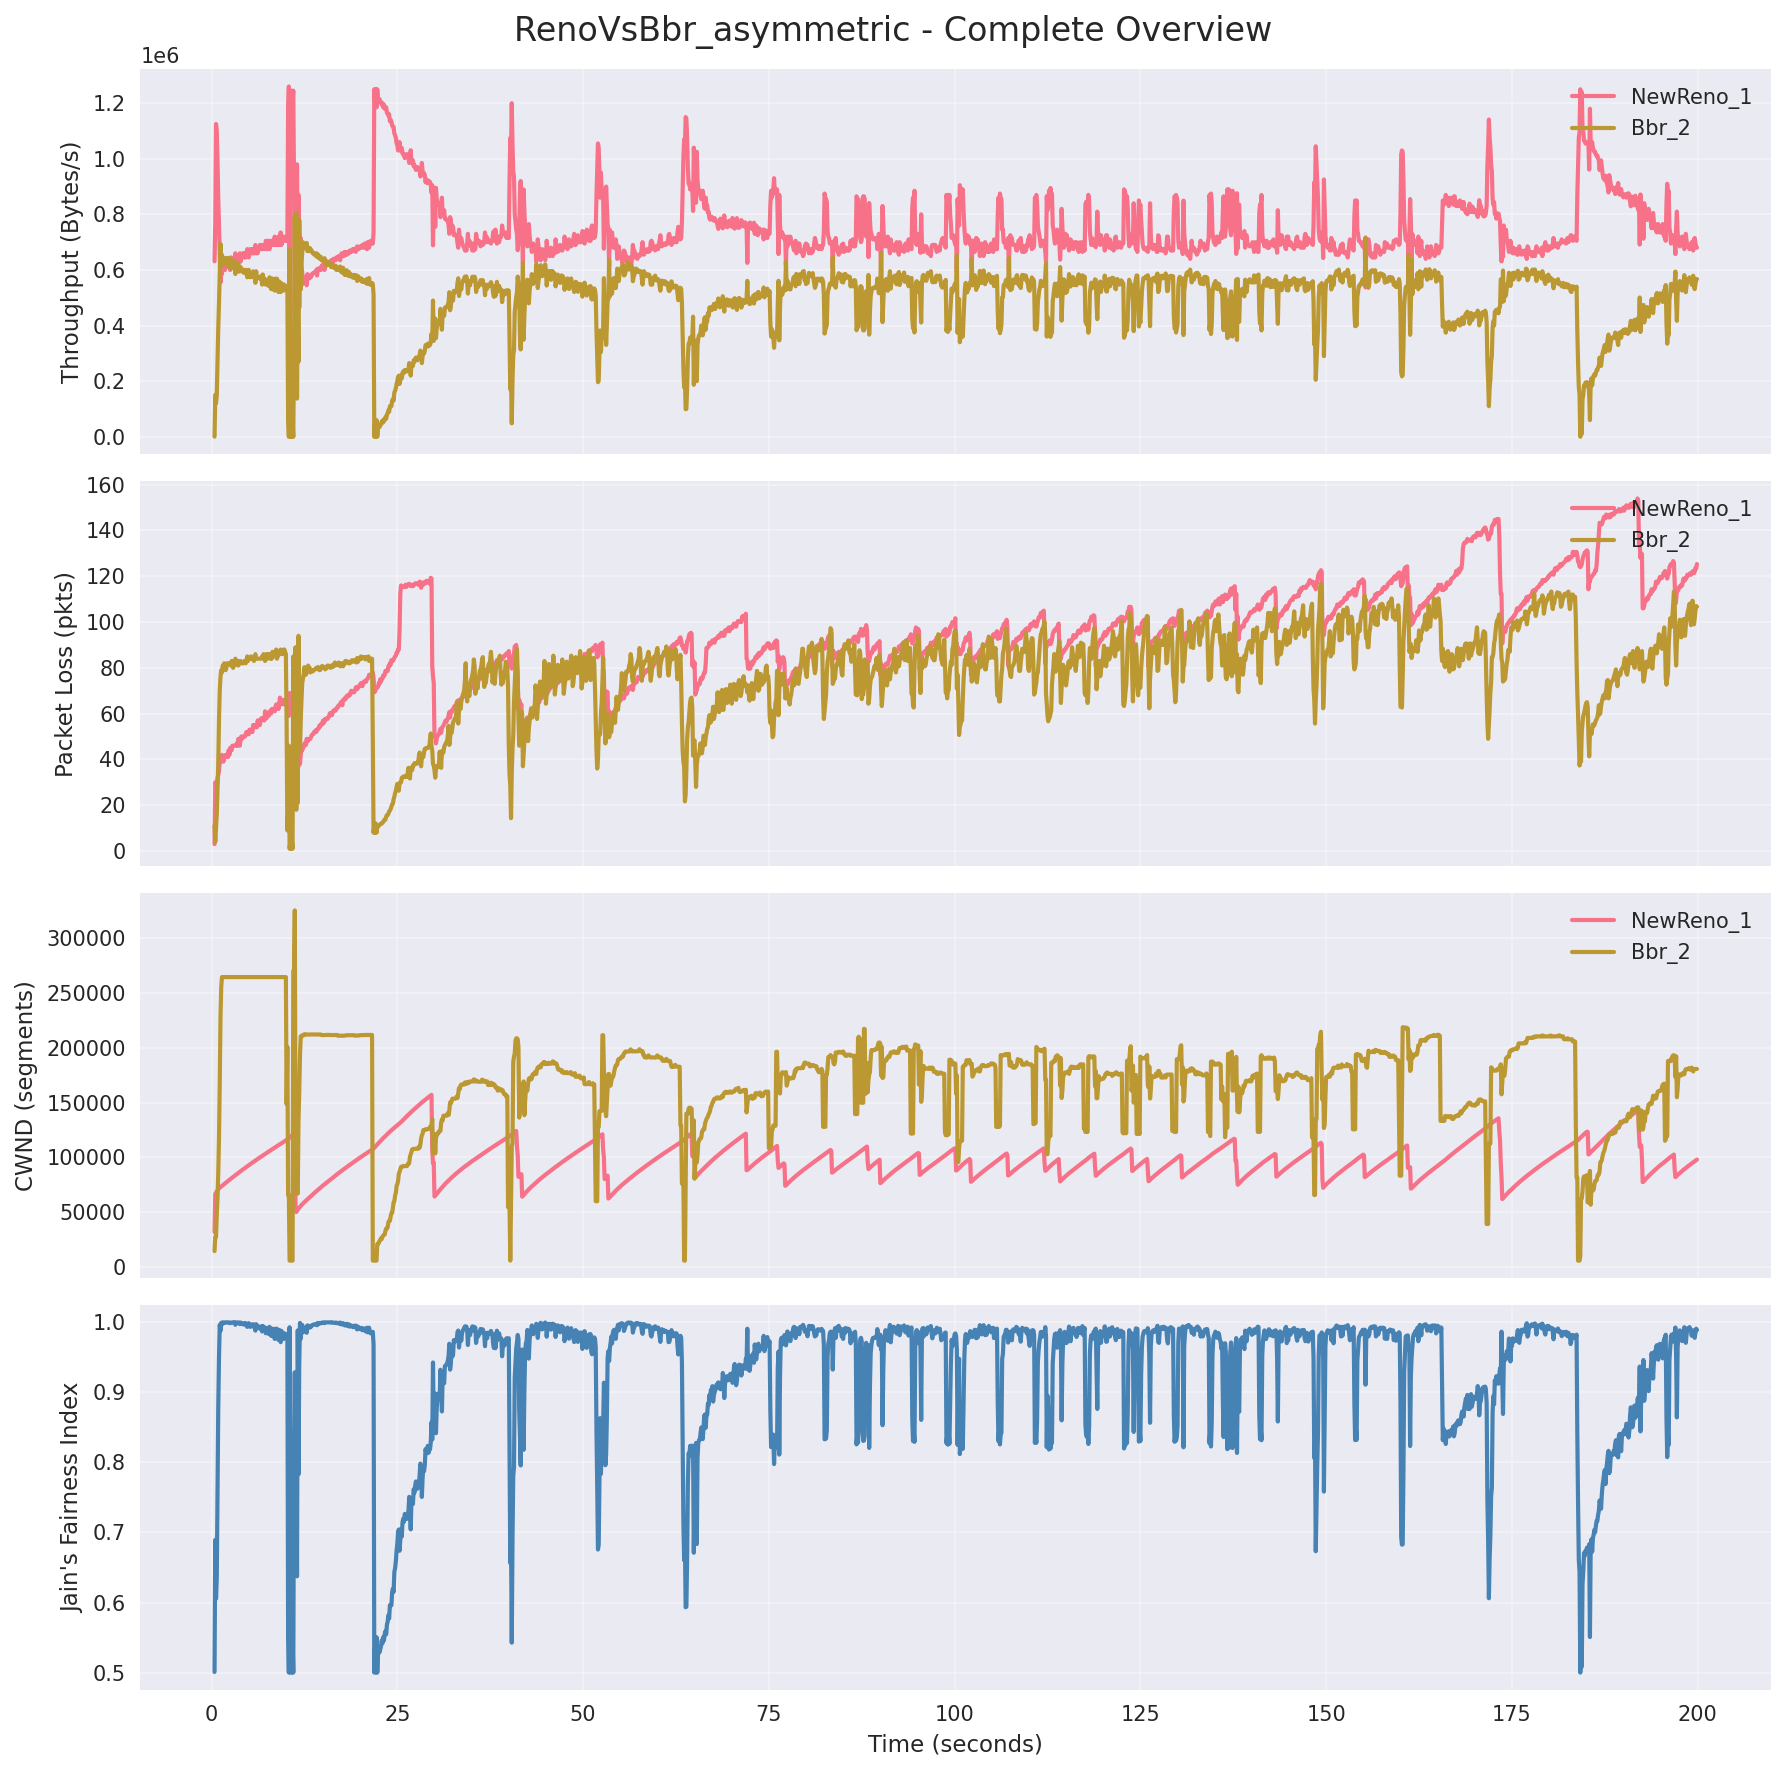 RenoVsBbr_asymmetric - Complete Overview
1e6
Throughput (Bytes/s)
1.2
1.0
0.8
0.6
0.4
0.2
0.0
NewReno_1
Bbr_2
Packet Loss (pkts)
160
140
120
100
80
60
40
20
0
NewReno_1
Bbr_2
CWND (segments)
300000
250000
200000
150000
100000
50000
0
NewReno_1
Bbr_2
Jain's Fairness Index
1.0
0.9
0.8
0.7
0.6
0.5
0 25 50 75 100 125 150 175 200
Time (seconds)